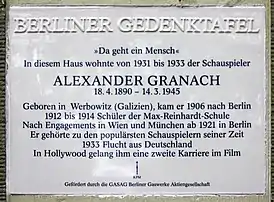 BERLINER GEDENKTAFEL
»Da geht ein Mensch«
In diesem Haus wohnte von 1931 bis 1933 der Schauspieler
ALEXANDER GRANACH
18. 4. 1890 – 14. 3. 1945
Geboren in Werbowitz (Galizien), kam er 1906 nach Berlin
1912 bis 1914 Schüler der Max-Reinhardt-Schule
Nach Engagements in Wien und München ab 1921 in Berlin
Er gehörte zu den populärsten Schauspielern seiner Zeit
1933 Flucht aus Deutschland
In Hollywood gelang ihm eine zweite Karriere im Film
KPM
Gefördert durch die GASAG Berliner Gaswerke Aktiengesellschaft